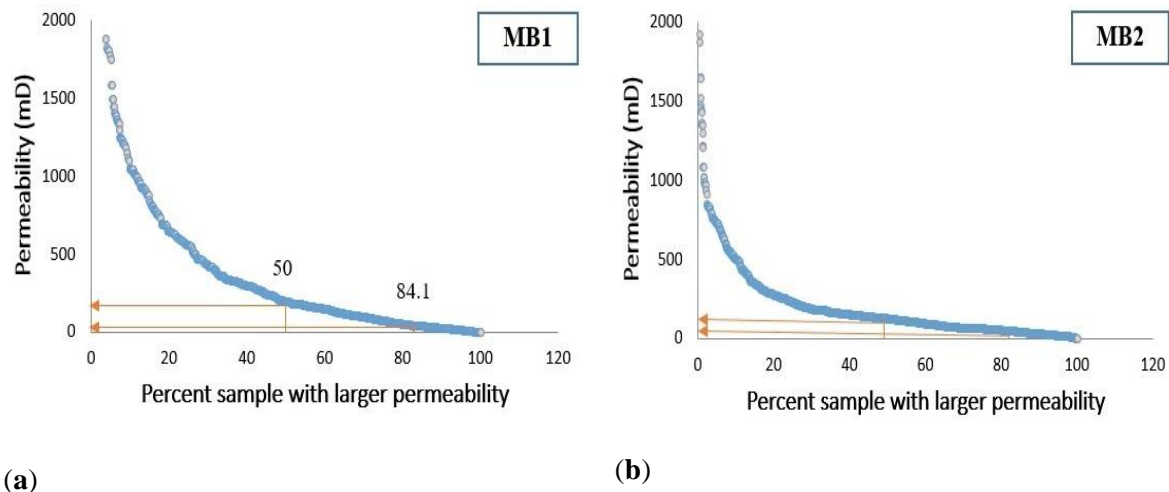 MB1
2000
1500
1000
500
0
Permeability (mD)
50
84.1
0 20 40 60 80 100 120
Percent sample with larger permeability
(a)
MB2
2000
1500
1000
500
0
Permeability (mD)
0 20 40 60 80 100 120
Percent sample with larger permeability
(b)